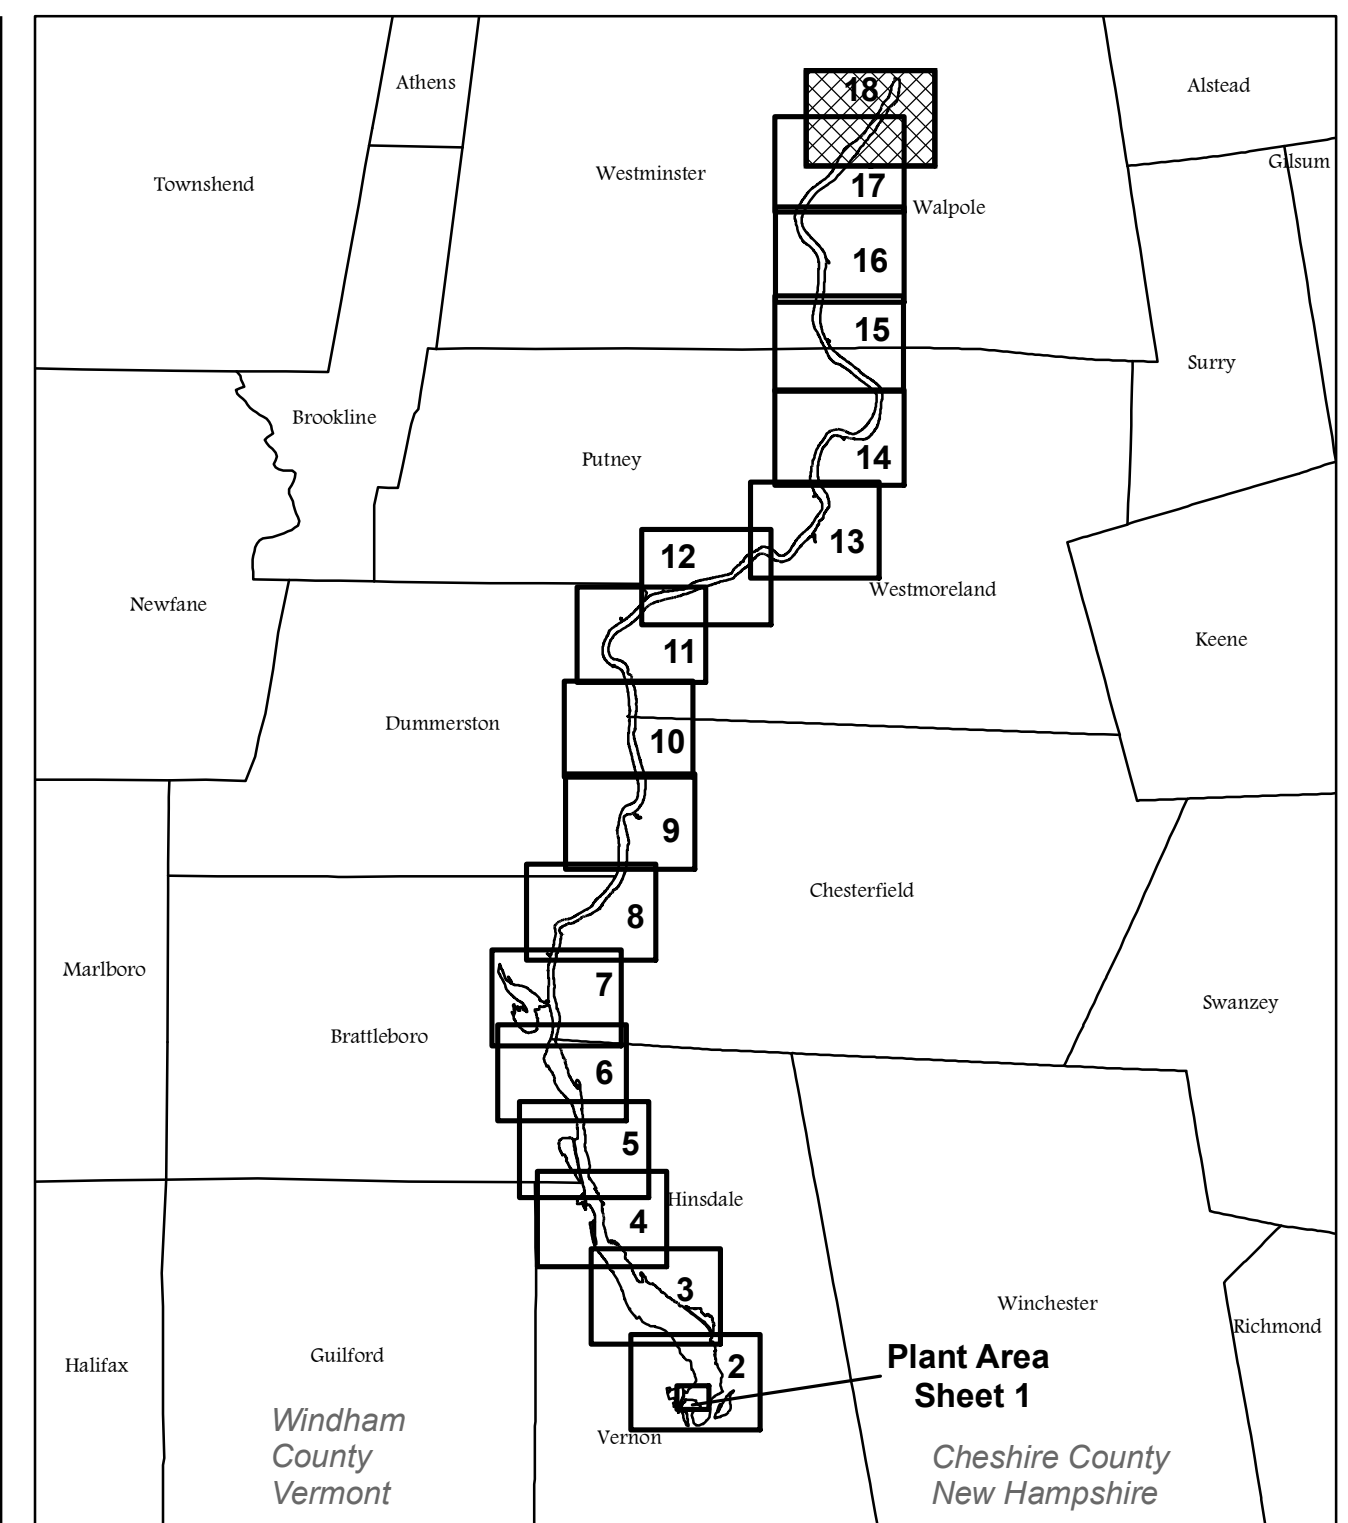 Athens
18
Alstead
Gilsum
Westminster
Townshend
17
Walpole
16
15
Surry
Brookline
Putney
14
13
12
Westmoreland
Newfane
Keene
11
Dummerston
10
9
Chesterfield
8
Marlboro
7
Swanzey
Brattleboro
6
5
Hinsdale
4
3
Winchester
Richmond
Guilford
Halifax
2
Plant Area
Sheet 1
Vernon
Windham
County
Vermont
Cheshire County
New Hampshire